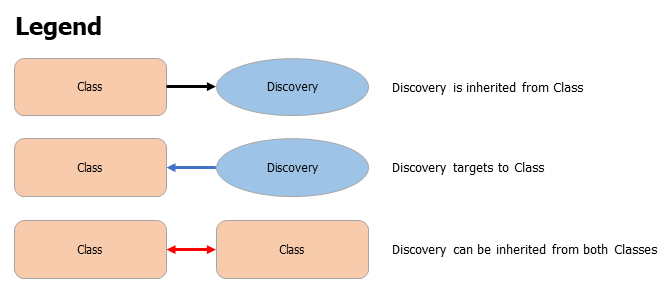 Legend
Class
Discovery
Discovery is inherited from Class
Class
Discovery
Discovery targets to Class
Class
Class
Discovery can be inherited from both Classes